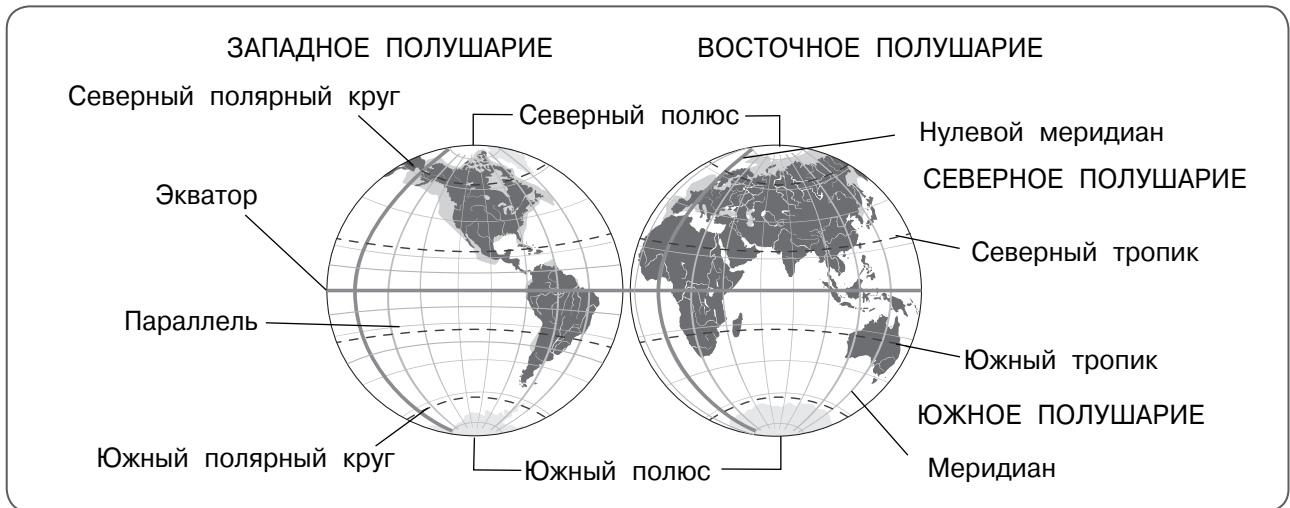 ЗАПАДНОЕ ПОЛУШАРИЕ
ВОСТОЧНОЕ ПОЛУШАРИЕ
Северный полярный круг
Северный полюс
Нулевой меридиан
СЕВЕРНОЕ ПОЛУШАРИЕ
Экватор
Северный тропик
Параллель
Южный тропик
ЮЖНОЕ ПОЛУШАРИЕ
Южный полярный круг
Южный полюс
Меридиан